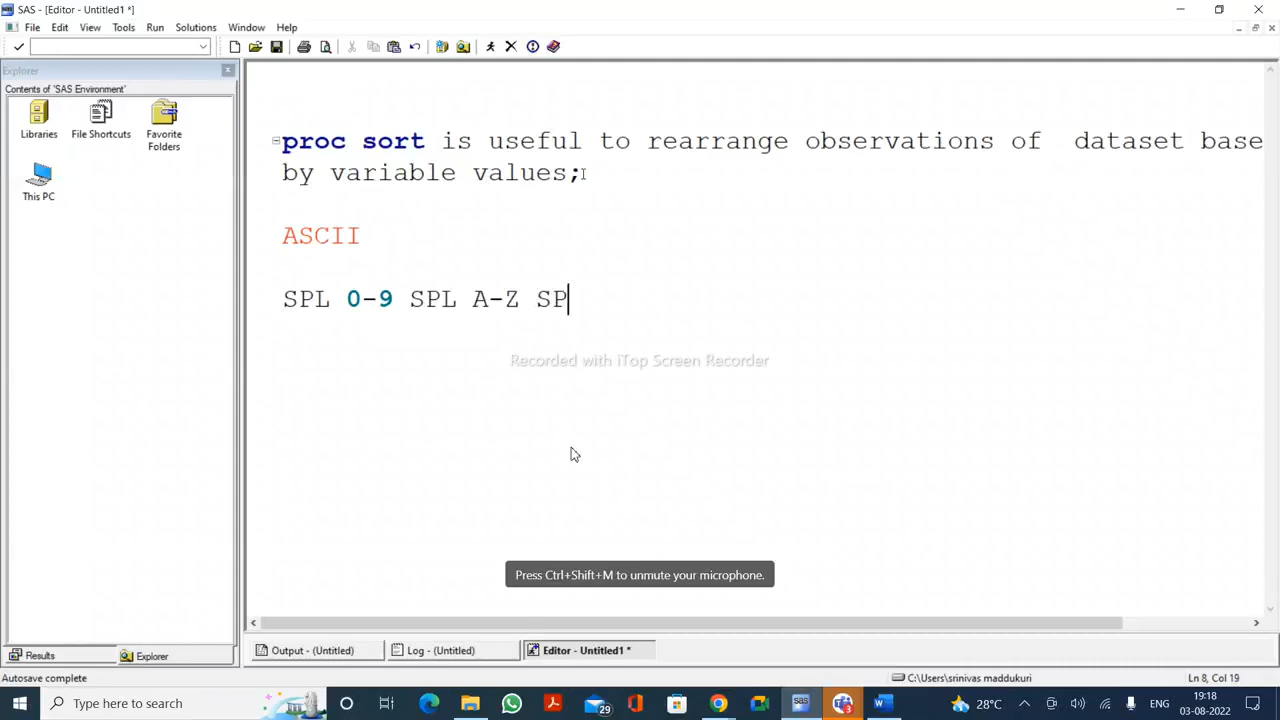 SAS - [Editor - Untitled1 *]
File Edit View Tools Run Solutions Window Help
Explorer
Contents of 'SAS Environment'
Libraries File Shortcuts Favorite Folders
This PC
proc sort is useful to rearrange observations of dataset base
by variable values;
ASCII
SPL 0-9 SPL A-Z SP
Recorded with iTop Screen Recorder
Press Ctrl+Shift+M to unmute your microphone.
Results Explorer
Output - (Untitled) Log - (Untitled) Editor - Untitled1 *
Autosave complete C:\Users\srinivas maddukuri Ln 8, Col 19
Type here to search 29 sas 3 28°C ENG 19:18
03-08-2022